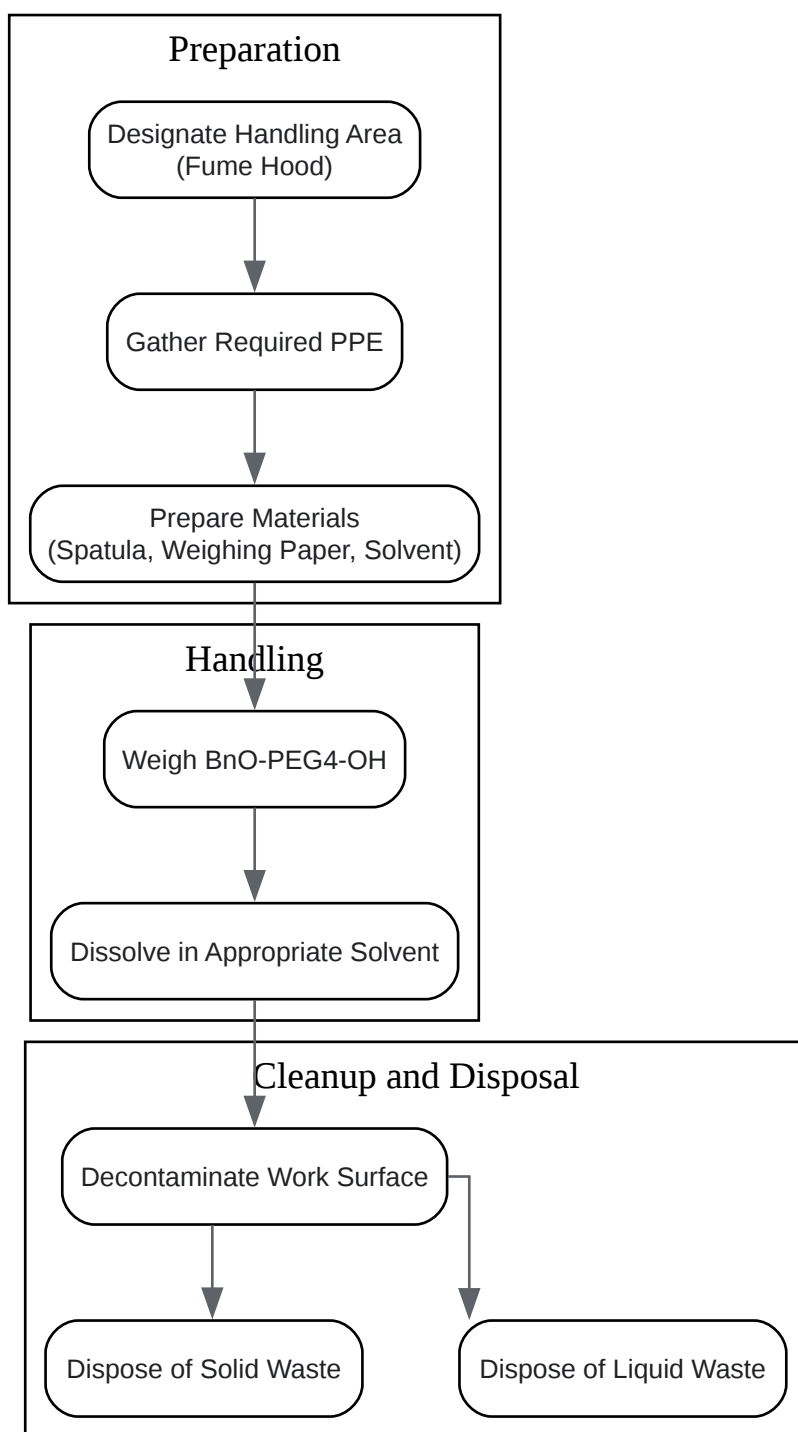 Preparation
Designate Handling Area
(Fume Hood)
Gather Required PPE
Prepare Materials
(Spatula, Weighing Paper, Solvent)
Handling
Weigh BnO-PEG4-OH
Dissolve in Appropriate Solvent
Cleanup and Disposal
Decontaminate Work Surface
Dispose of Solid Waste
Dispose of Liquid Waste